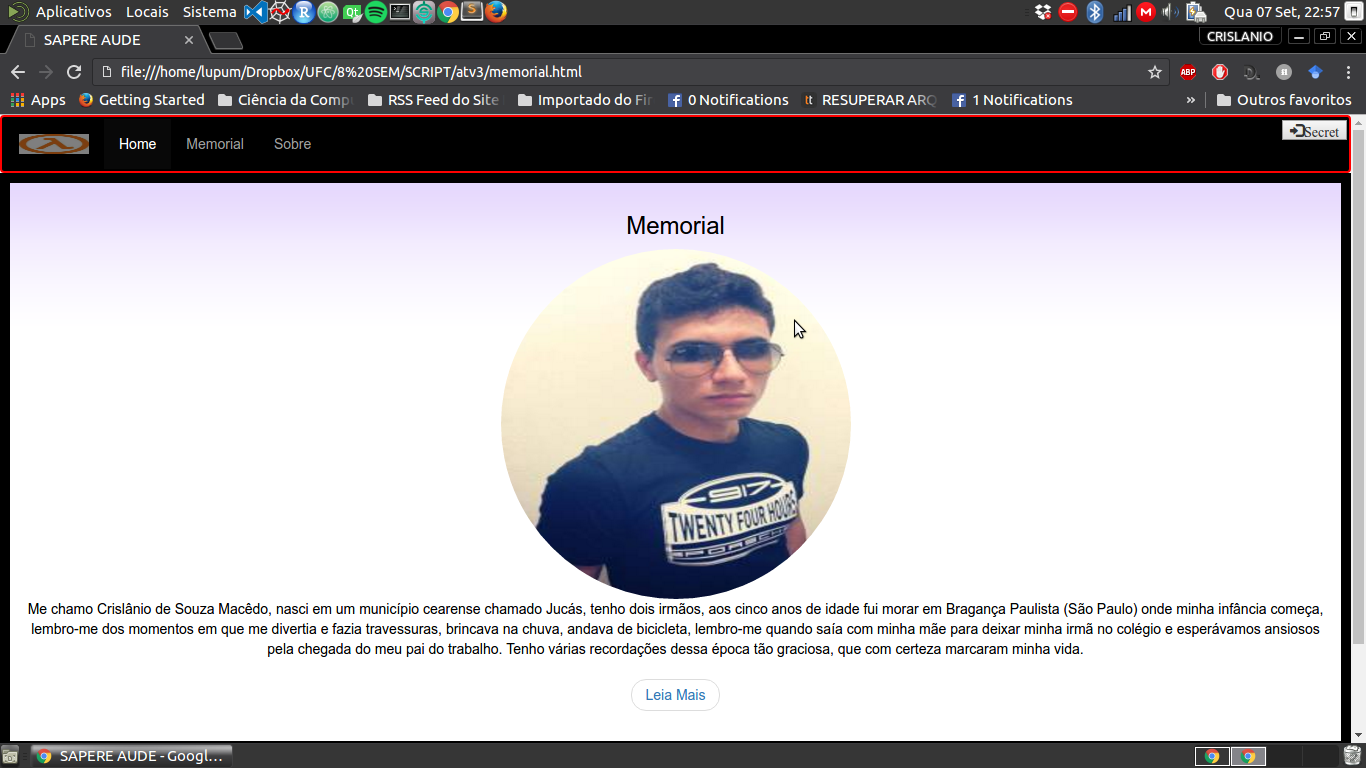 Aplicativos Locais Sistema Qua 07 Set, 22:57
SAPERE AUDE CRISLANIO
file:///home/lupum/Dropbox/UFC/8%20SEM/SCRIPT/atv3/memorial.html
Apps Getting Started Ciência da Compu RSS Feed do Site Importado do Fir 0 Notifications tt RESUPERAR ARQ 1 Notifications » Outros favoritos
Home Memorial Sobre Secret
Memorial
917
TWENTY FOUR HOURS
PORSCHE
Me chamo Crislânio de Souza Macêdo, nasci em um município cearense chamado Jucás, tenho dois irmãos, aos cinco anos de idade fui morar em Bragança Paulista (São Paulo) onde minha infância começa,
lembro-me dos momentos em que me divertia e fazia travessuras, brincava na chuva, andava de bicicleta, lembro-me quando saía com minha mãe para deixar minha irmã no colégio e esperávamos ansiosos
pela chegada do meu pai do trabalho. Tenho várias recordações dessa época tão graciosa, que com certeza marcaram minha vida.
Leia Mais
SAPERE AUDE - Googl...